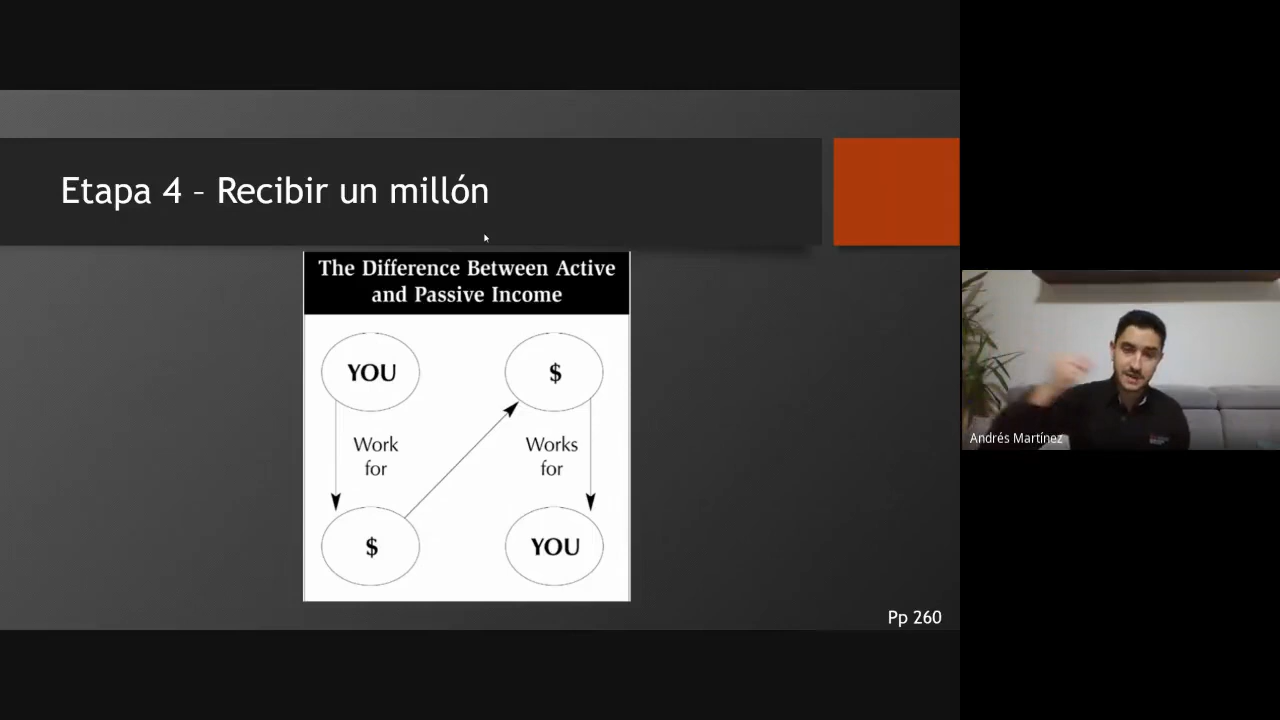 Etapa 4 – Recibir un millón
The Difference Between Active
and Passive Income
YOU
$
Work
for
Works
for
$
YOU
Pp 260
Andrés Martínez